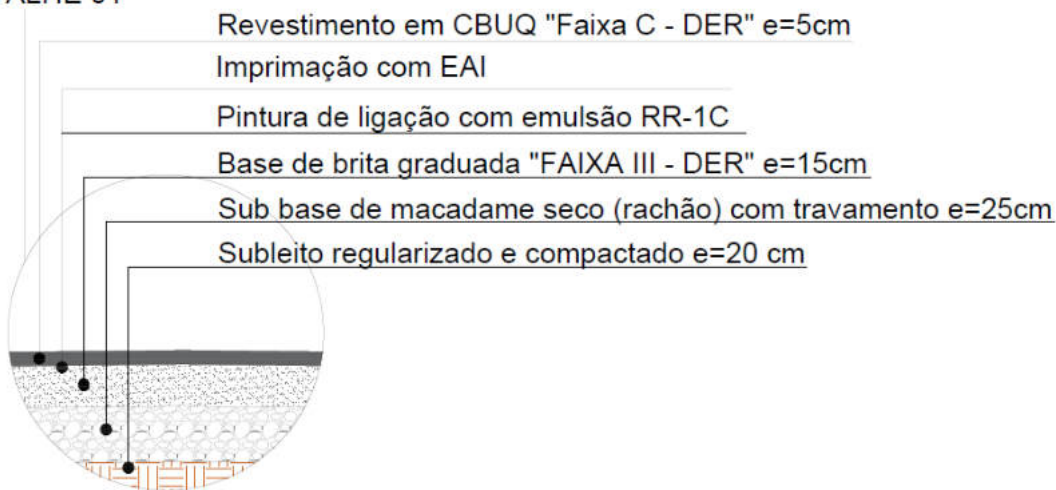 Revestimento em CBUQ "Faixa C - DER" e=5cm
Imprimação com EAI
Pintura de ligação com emulsão RR-1C
Base de brita graduada "FAIXA III - DER" e=15cm
Sub base de macadame seco (rachão) com travamento e=25cm
Subleito regularizado e compactado e=20 cm